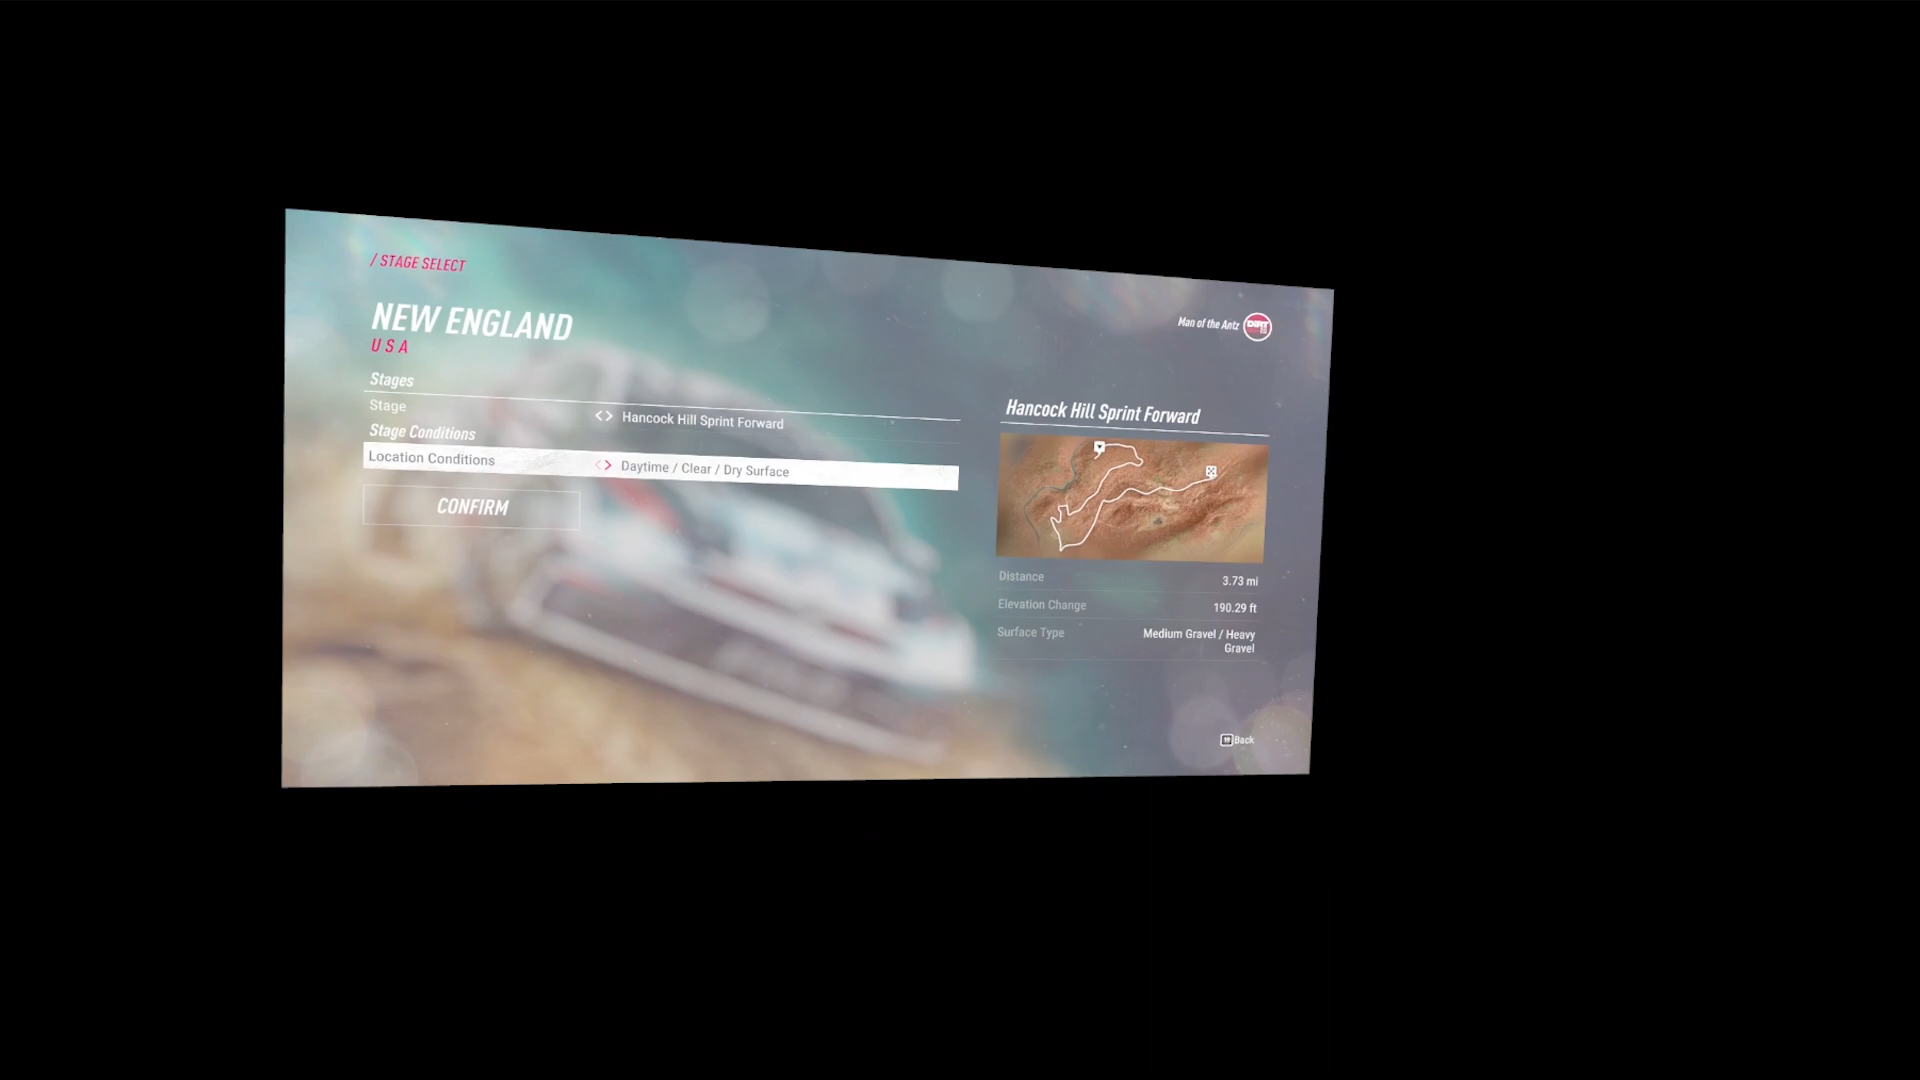 / STAGE SELECT
NEW ENGLAND
USA
Man of the Antz
DIRT
Stages
Stage
Hancock Hill Sprint Forward
Stage Conditions
Location Conditions
Daytime / Clear / Dry Surface
CONFIRM
Hancock Hill Sprint Forward
Distance
3.73 mi
Elevation Change
190.29 ft
Surface Type
Medium Gravel / Heavy
Gravel
Back